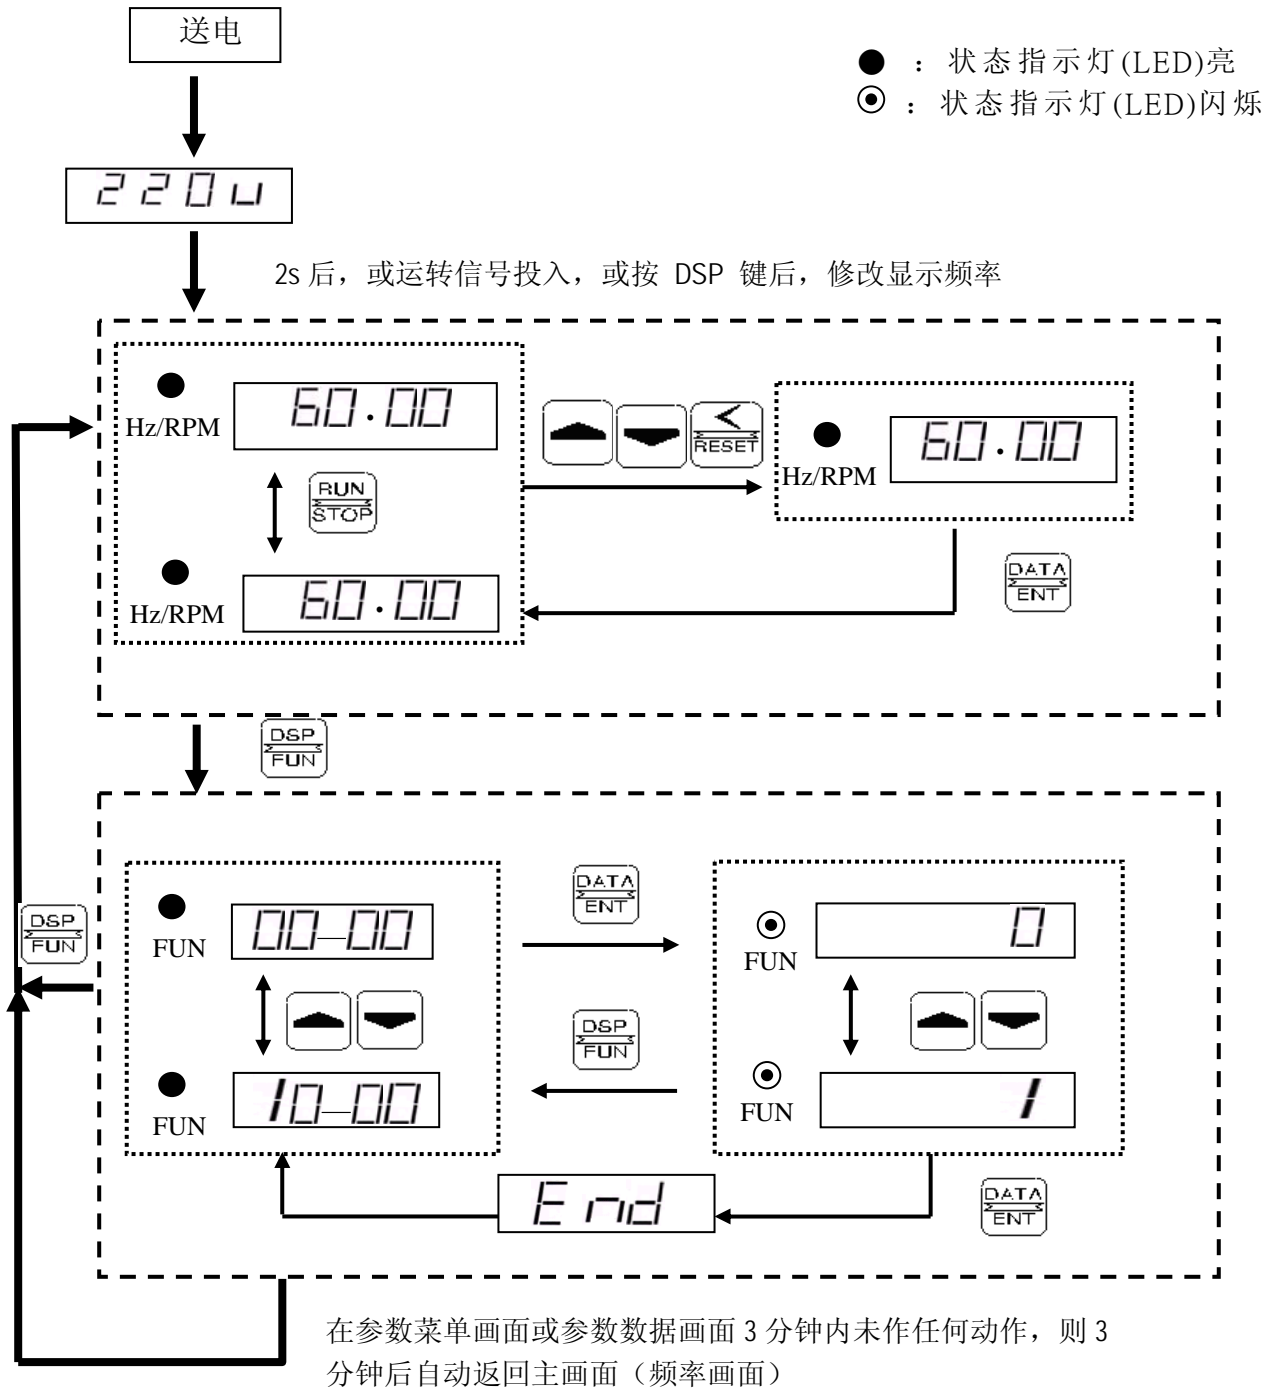 送电
● ：状态指示灯(LED)亮
⦿ ：状态指示灯(LED)闪烁
220u
2s 后，或运转信号投入，或按 DSP 键后，修改显示频率
60.00
Hz/RPM
<
RESET
60.00
Hz/RPM
RUN
STOP
60.00
Hz/RPM
DATA
ENT
DSP
FUN
DATA
ENT
00—00
FUN
0
FUN
DSP
FUN
DSP
FUN
10—00
FUN
1
FUN
End
DATA
ENT
在参数菜单画面或参数数据画面 3 分钟内未作任何动作，则 3
分钟后自动返回主画面（频率画面）